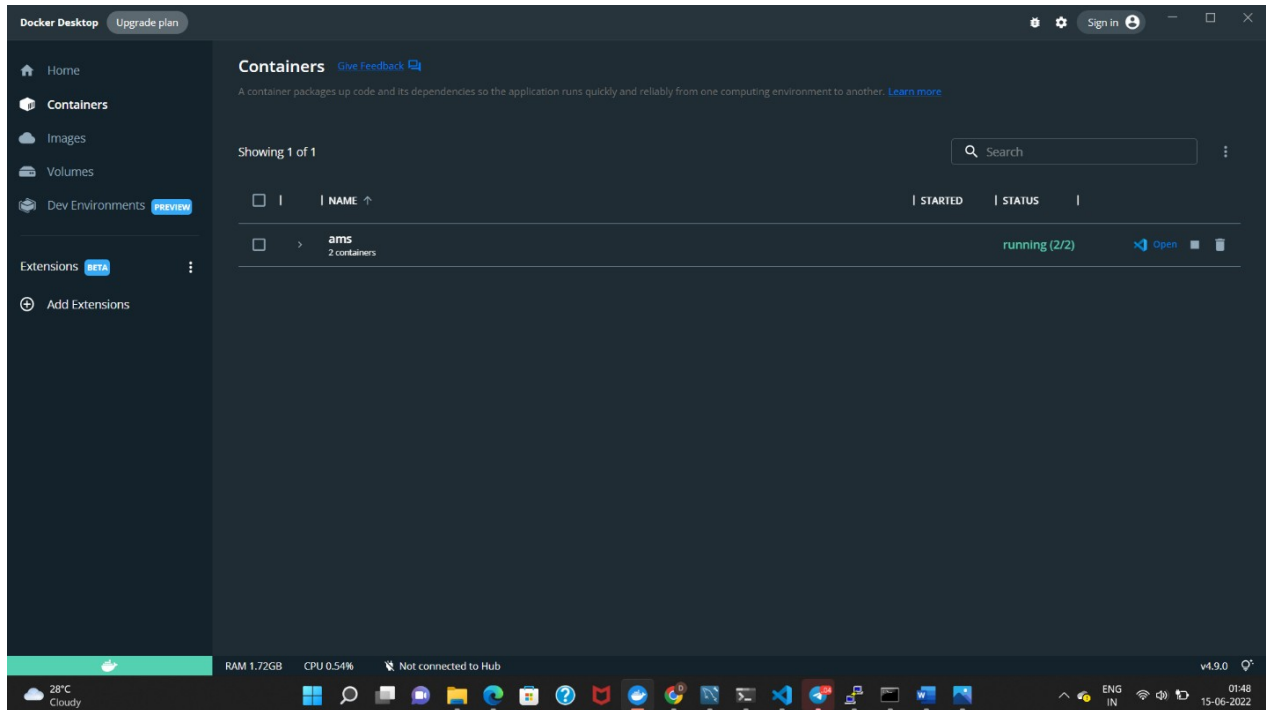 Docker Desktop Upgrade plan Sign in
Home
Containers
Images
Volumes
Dev Environments PREVIEW
Extensions BETA
Add Extensions
Containers Give Feedback
A container packages up code and its dependencies so the application runs quickly and reliably from one computing environment to another. Learn more
Showing 1 of 1 Search
NAME STARTED STATUS
ams running (2/2) Open
2 containers
RAM 1.72GB CPU 0.54% Not connected to Hub v4.9.0
28°C
Cloudy
ENG
IN
01:48
15-06-2022